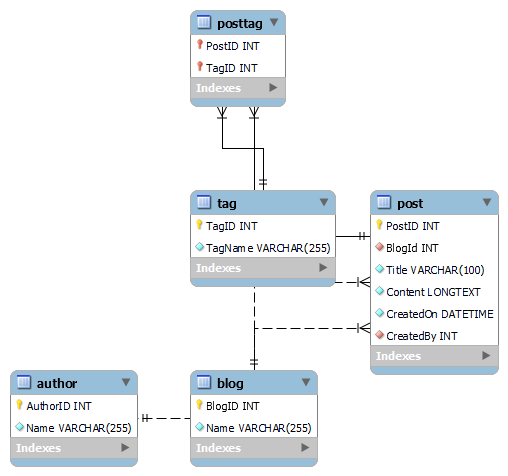 posttag
PostID INT
TagID INT
Indexes
tag
TagID INT
TagName VARCHAR(255)
Indexes
post
PostID INT
BlogId INT
Title VARCHAR(100)
Content LONGTEXT
CreatedOn DATETIME
CreatedBy INT
Indexes
author
AuthorID INT
Name VARCHAR(255)
Indexes
blog
BlogID INT
Name VARCHAR(255)
Indexes